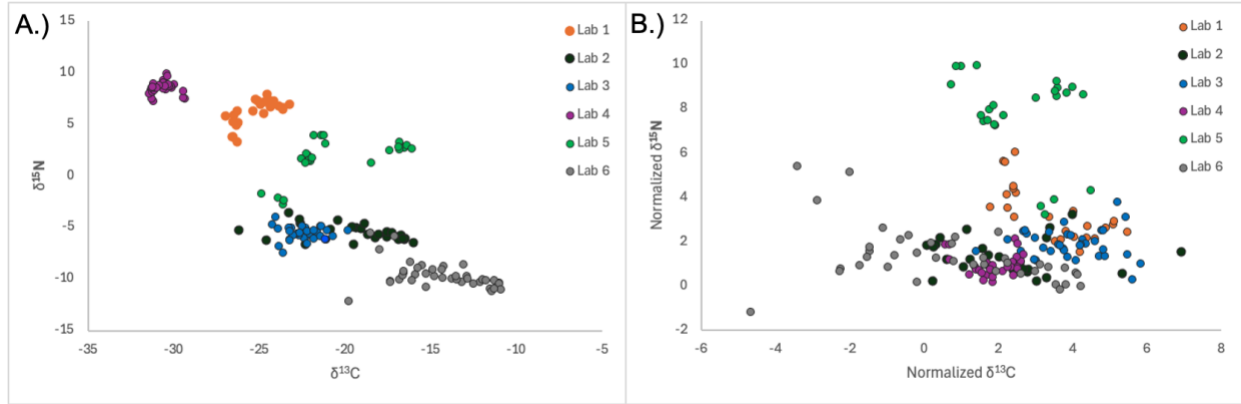 A.)
15
10
5
0
-5
-10
-15
δ¹⁵N
-35
-30
-25
-20
-15
-10
-5
δ¹³C
Lab 1
Lab 2
Lab 3
Lab 4
Lab 5
Lab 6
B.)
12
10
8
6
4
2
0
-2
Normalized δ¹⁵N
-6
-4
-2
0
2
4
6
8
Normalized δ¹³C
Lab 1
Lab 2
Lab 3
Lab 4
Lab 5
Lab 6